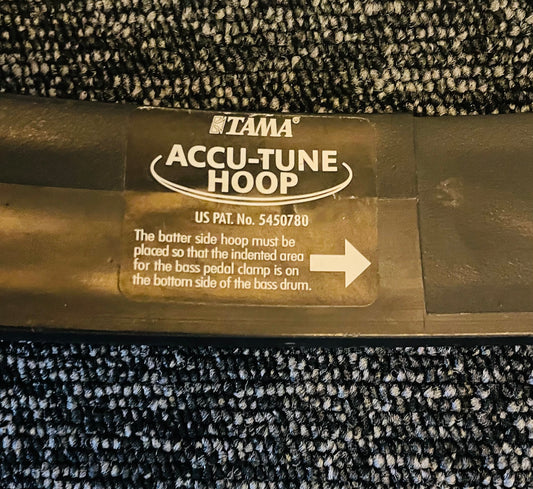 TAMA®
ACCU-TUNE
HOOP
US PAT. No. 5450780
The batter side hoop must be
placed so that the indented area
for the bass pedal clamp is on
the bottom side of the bass drum.